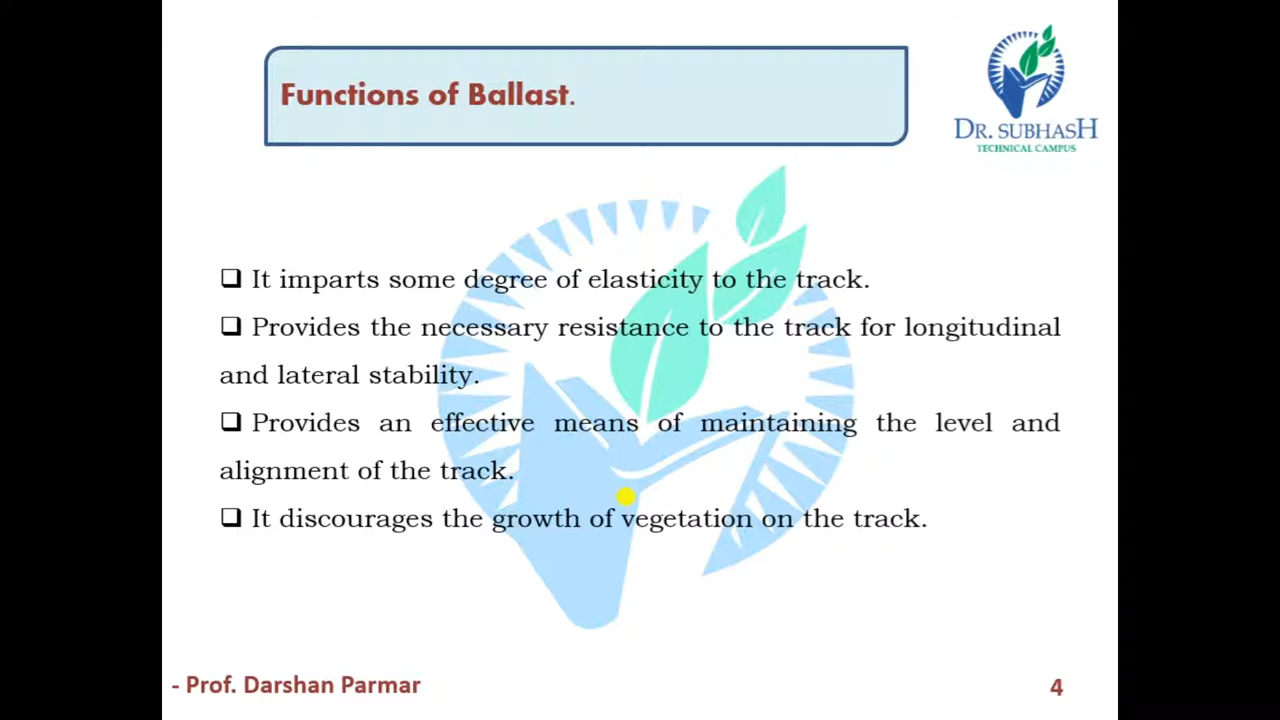 Functions of Ballast.
DR. SUBHASH
TECHNICAL CAMPUS
❑ It imparts some degree of elasticity to the track.
❑ Provides the necessary resistance to the track for longitudinal
and lateral stability.
❑ Provides an effective means of maintaining the level and
alignment of the track.
❑ It discourages the growth of vegetation on the track.
- Prof. Darshan Parmar
4